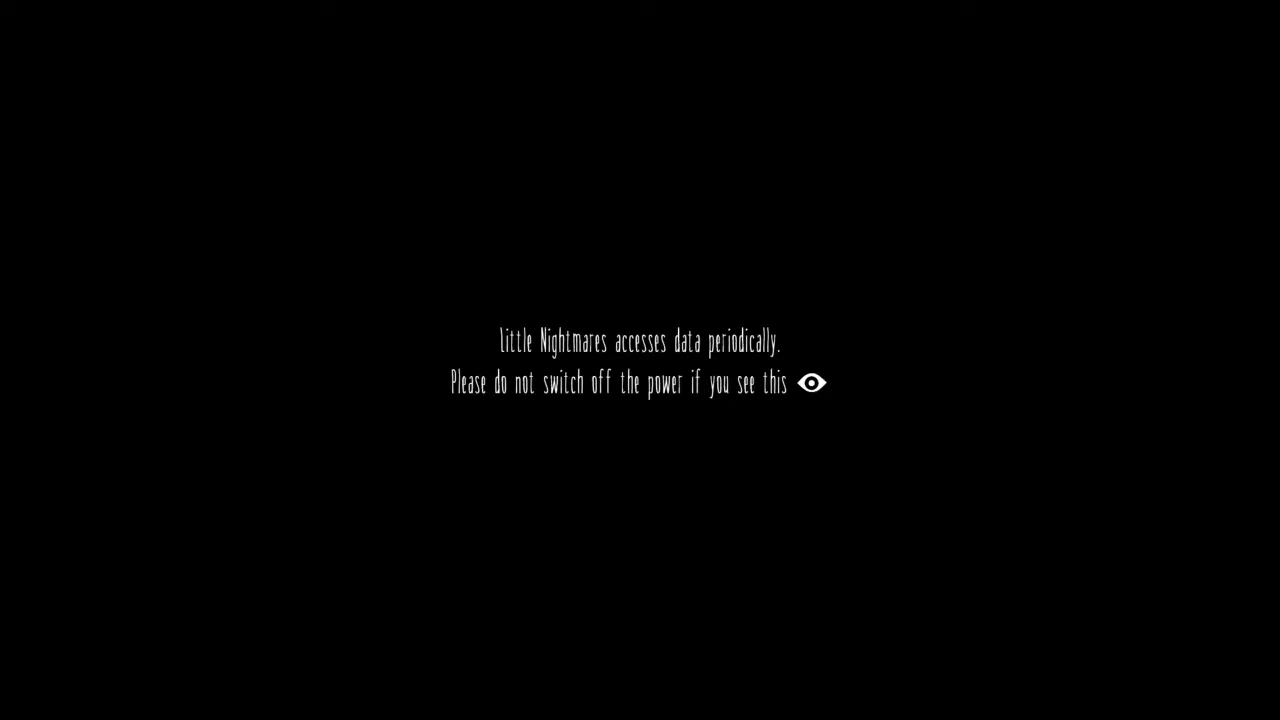 Little Nightmares accesses data periodically.
Please do not switch off the power if you see this